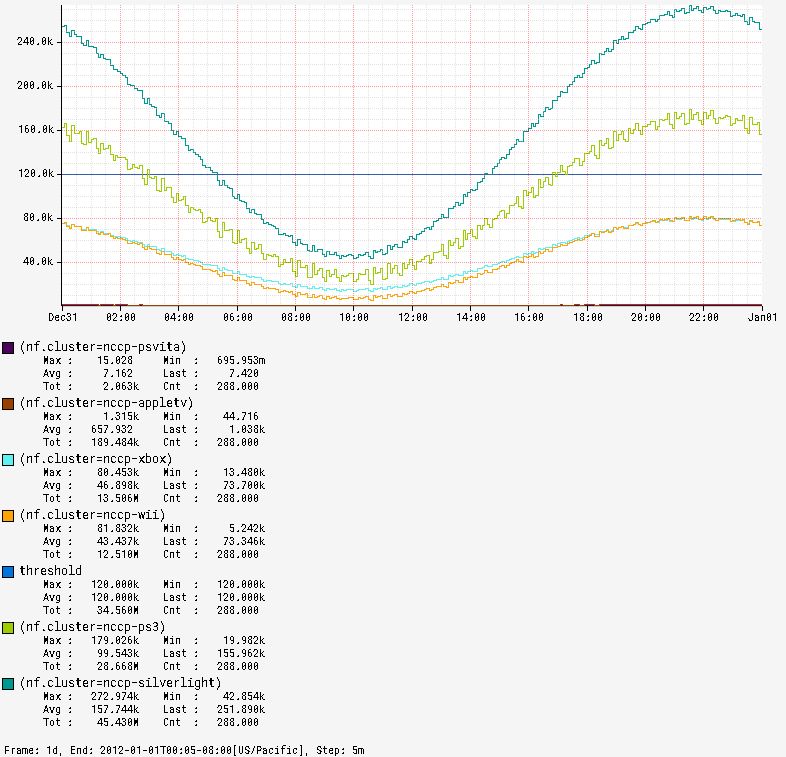 240.0k
200.0k
160.0k
120.0k
80.0k
40.0k
Dec31 02:00 04:00 06:00 08:00 10:00 12:00 14:00 16:00 18:00 20:00 22:00 Jan01
(nf.cluster=nccp-psvita)
Max : 15.028 Min : 695.953m
Avg : 7.162 Last : 7.420
Tot : 2.063k Cnt : 288.000
(nf.cluster=nccp-appletv)
Max : 1.315k Min : 44.716
Avg : 657.932 Last : 1.038k
Tot : 189.484k Cnt : 288.000
(nf.cluster=nccp-xbox)
Max : 80.453k Min : 13.480k
Avg : 46.898k Last : 73.700k
Tot : 13.506M Cnt : 288.000
(nf.cluster=nccp-wii)
Max : 81.832k Min : 5.242k
Avg : 43.437k Last : 73.346k
Tot : 12.510M Cnt : 288.000
threshold
Max : 120.000k Min : 120.000k
Avg : 120.000k Last : 120.000k
Tot : 34.560M Cnt : 288.000
(nf.cluster=nccp-ps3)
Max : 179.026k Min : 19.982k
Avg : 99.543k Last : 155.962k
Tot : 28.668M Cnt : 288.000
(nf.cluster=nccp-silverlight)
Max : 272.974k Min : 42.854k
Avg : 157.744k Last : 251.890k
Tot : 45.430M Cnt : 288.000
Frame: 1d, End: 2012-01-01T00:05-08:00[US/Pacific], Step: 5m